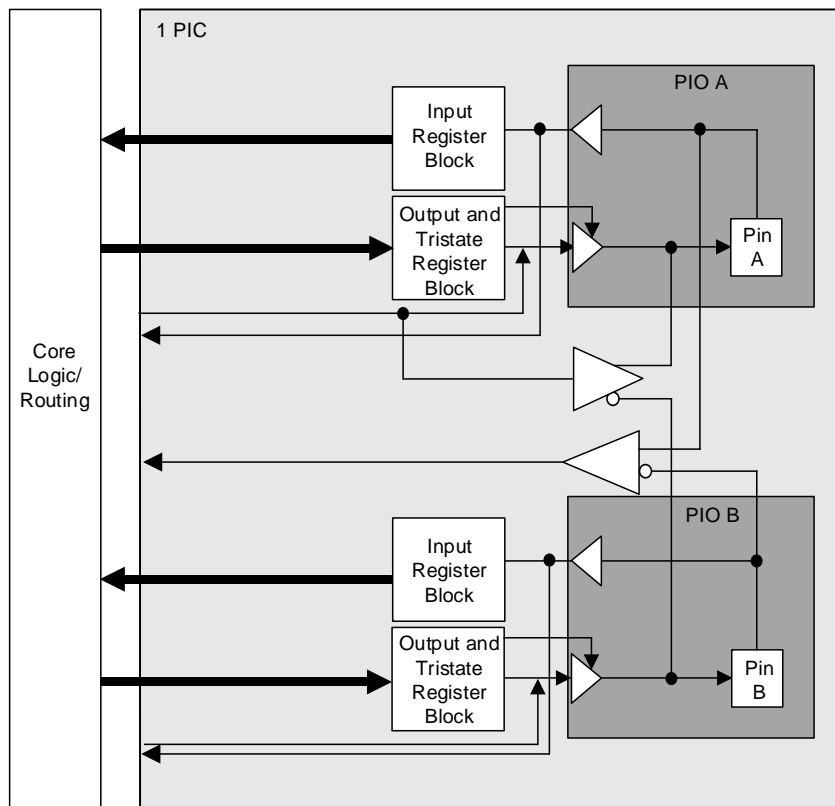 1 PIC
PIO A
Input
Register
Block
Output and
Tristate
Register
Block
Pin
A
Core
Logic/
Routing
PIO B
Input
Register
Block
Output and
Tristate
Register
Block
Pin
B